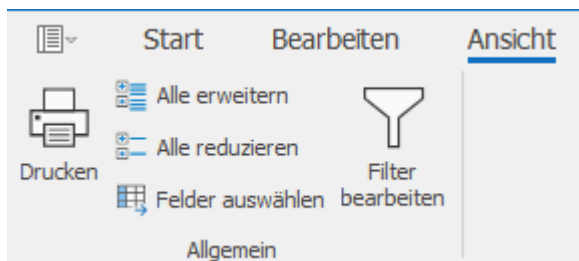 Start Bearbeiten Ansicht
Drucken
Alle erweitern
Alle reduzieren
Felder auswählen
Filter
bearbeiten
Allgemein